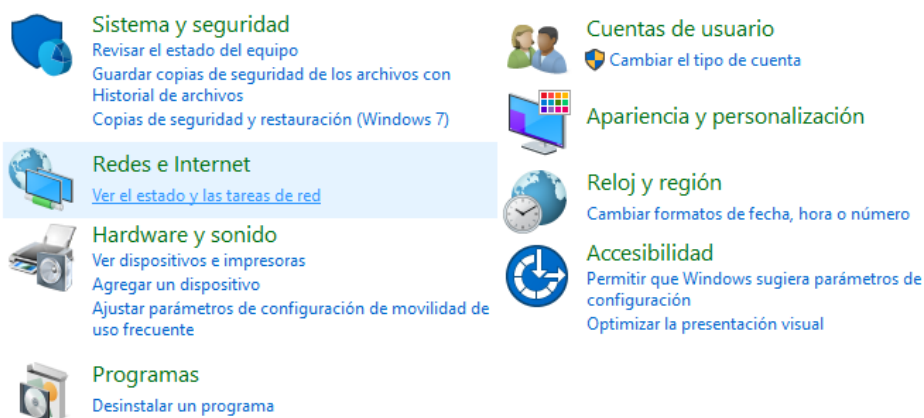 Sistema y seguridad
Revisar el estado del equipo
Guardar copias de seguridad de los archivos con
Historial de archivos
Copias de seguridad y restauración (Windows 7)
Redes e Internet
Ver el estado y las tareas de red
Hardware y sonido
Ver dispositivos e impresoras
Agregar un dispositivo
Ajustar parámetros de configuración de movilidad de
uso frecuente
Programas
Desinstalar un programa
Cuentas de usuario
Cambiar el tipo de cuenta
Apariencia y personalización
Reloj y región
Cambiar formatos de fecha, hora o número
Accesibilidad
Permitir que Windows sugiera parámetros de
configuración
Optimizar la presentación visual